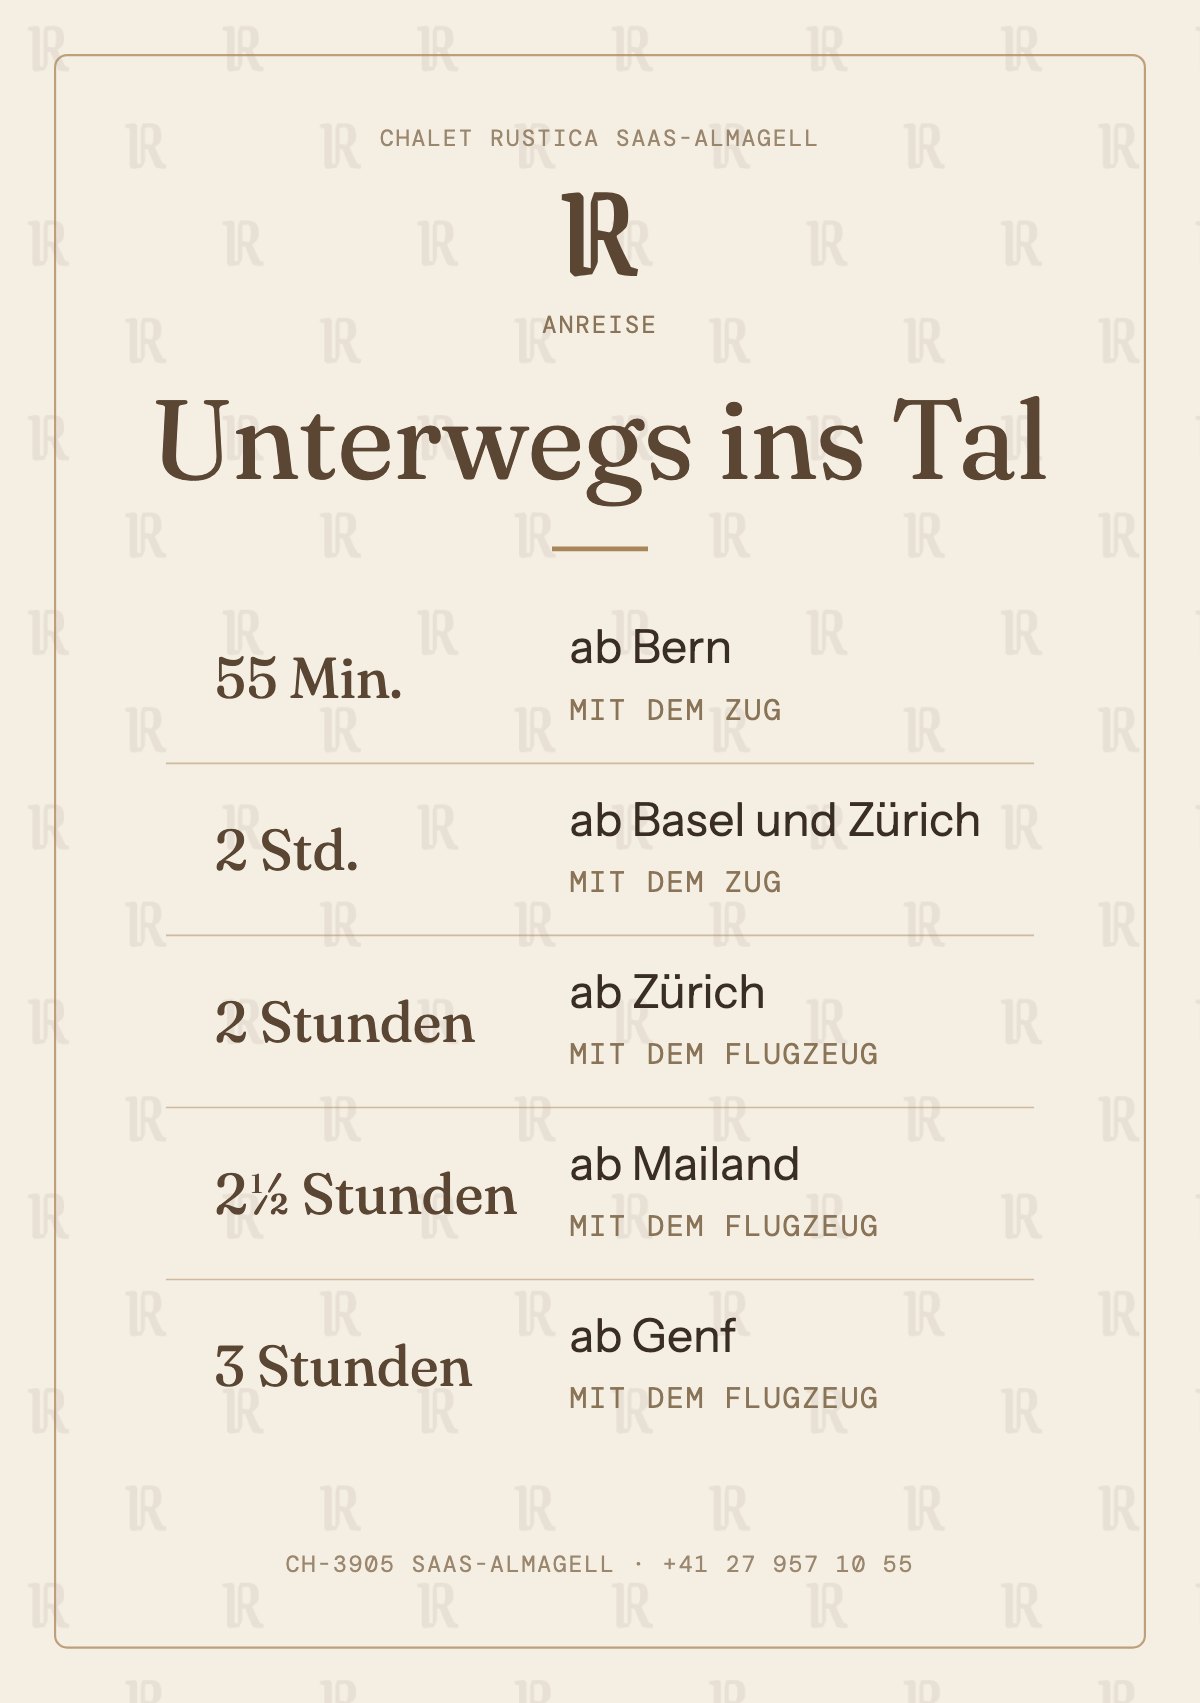 CHALET RUSTICA SAAS-ALMAGELL
R
ANREISE
Unterwegs ins Tal
55 Min.
ab Bern
MIT DEM ZUG
2 Std.
ab Basel und Zürich
MIT DEM ZUG
2 Stunden
ab Zürich
MIT DEM FLUGZEUG
2½ Stunden
ab Mailand
MIT DEM FLUGZEUG
3 Stunden
ab Genf
MIT DEM FLUGZEUG
CH-3905 SAAS-ALMAGELL · +41 27 957 10 55